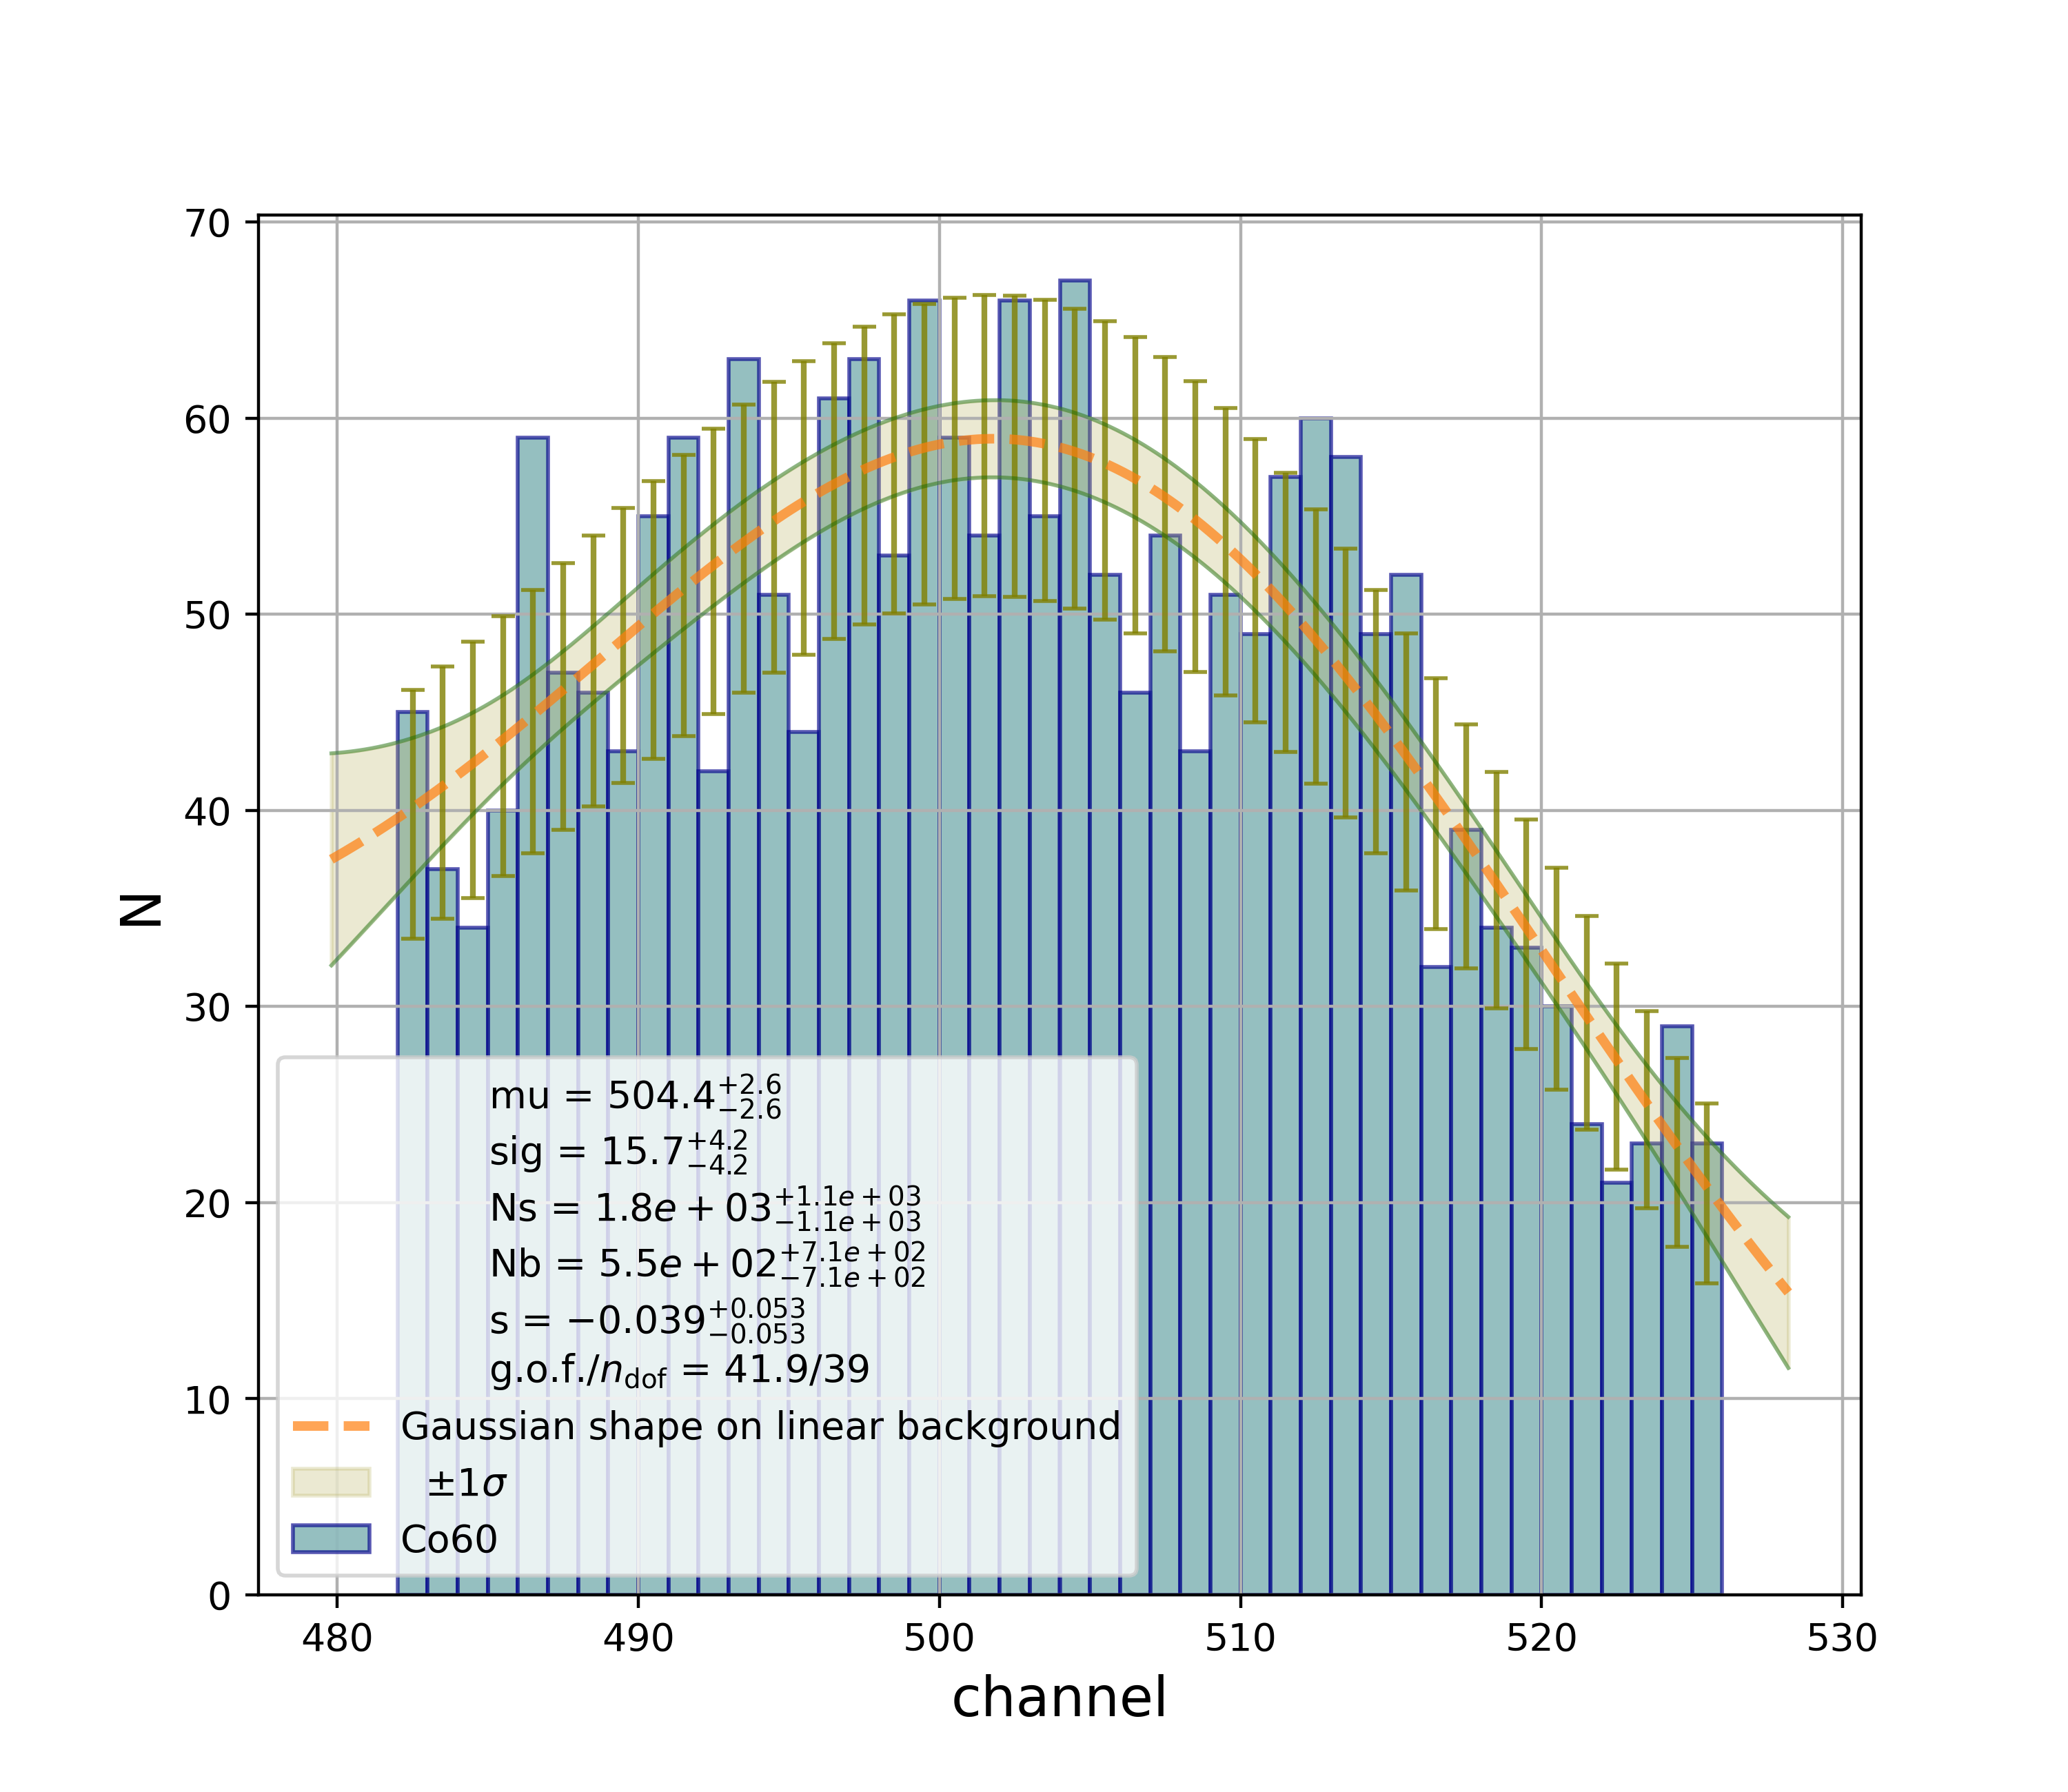 70
60
50
40
30
20
10
0
N
mu = 504.4 +2.6 −2.6
sig = 15.7 +4.2 −4.2
Ns = 1.8e + 03 +1.1e + 03 −1.1e + 03
Nb = 5.5e + 02 +7.1e + 02 −7.1e + 02
s = −0.039 +0.053 −0.053
g.o.f./n dof = 41.9/39
Gaussian shape on linear background
±1σ
Co60
480 490 500 510 520 530
channel